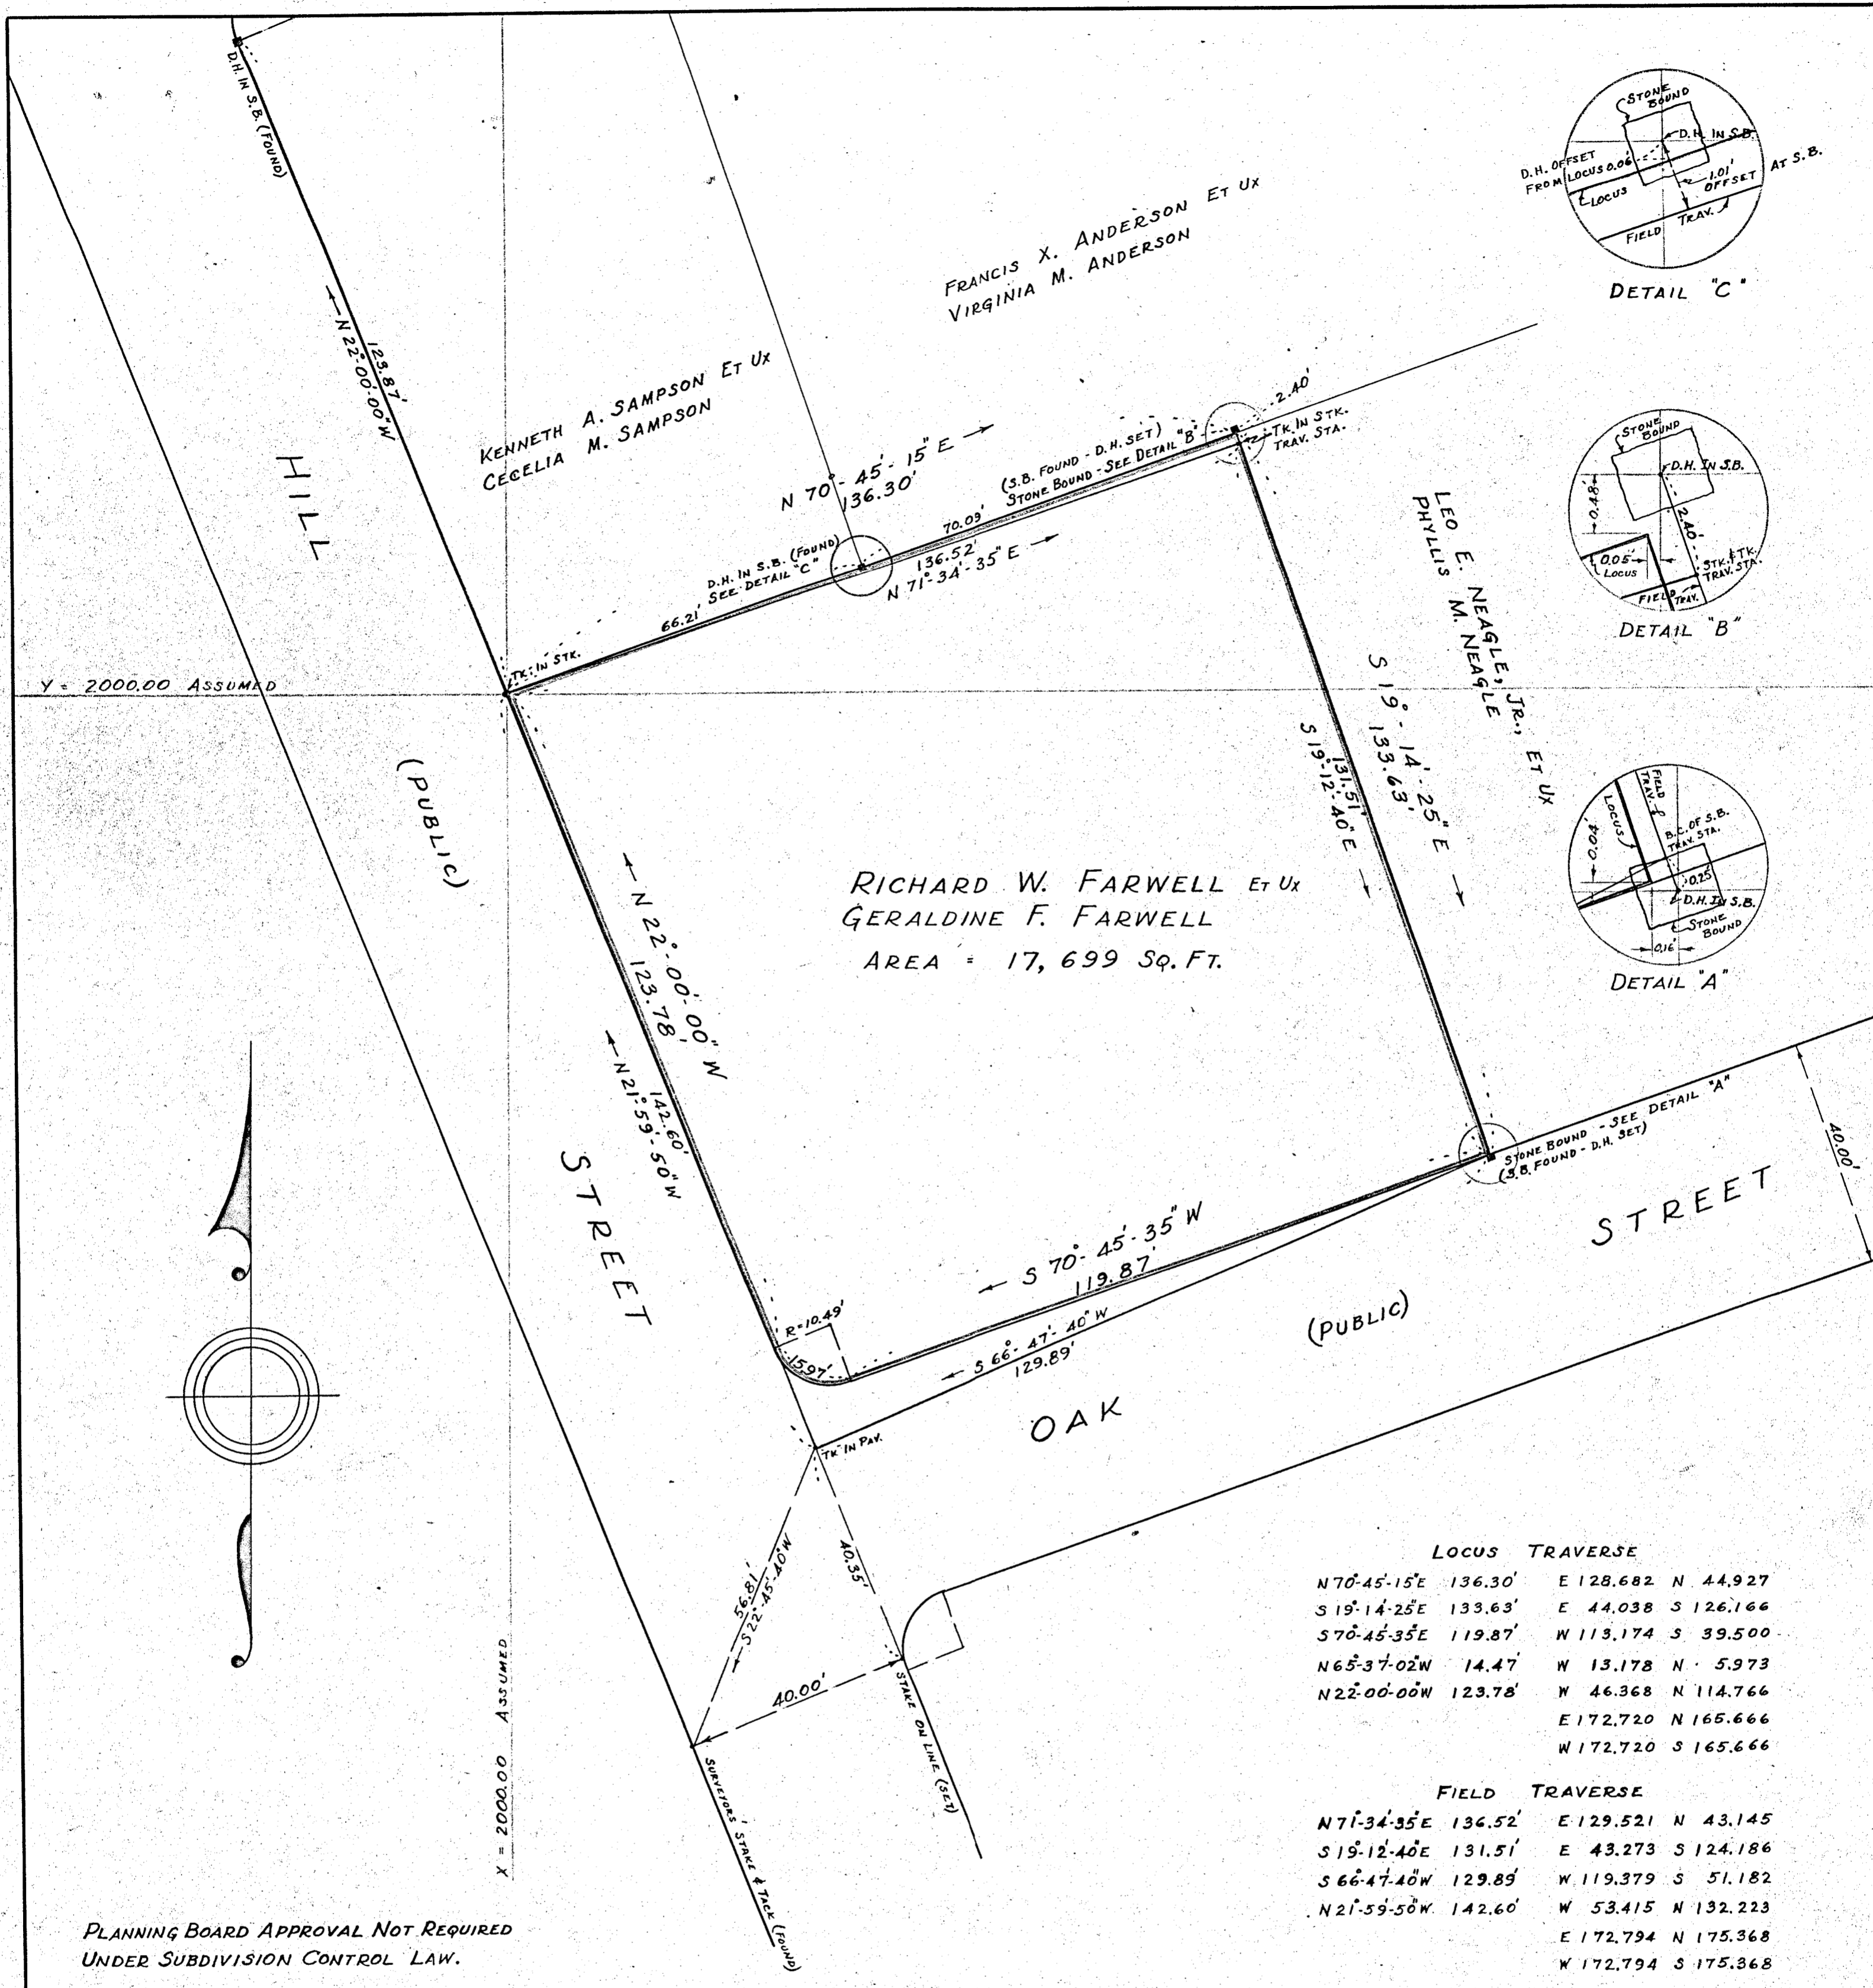 D.H. IN S.B. (FOUND)
123.87'
N 22°-00'-00" W
HILL
STREET
(PUBLIC)
KENNETH A. SAMPSON ET UX
CECELIA M. SAMPSON
FRANCIS X. ANDERSON ET UX
VIRGINIA M. ANDERSON
STONE
BOUND
D.H. IN S.B.
D.H. OFFSET
FROM LOCUS 0.06'
LOCUS
1.01'
OFFSET
AT S.B.
FIELD TRAV.
DETAIL "C"
N 70°-45'-15" E
136.30'
(S.B. FOUND - D.H. SET)
STONE BOUND - SEE DETAIL "B"
2.40'
TK. IN STK.
TRAV. STA.
D.H. IN S.B. (FOUND)
SEE DETAIL "C"
66.21'
70.09'
136.52'
N 71°-34'-35" E
STONE
BOUND
D.H. IN S.B.
0.48'
2.40'
0.05'
LOCUS
STK. & TK.
TRAV. STA.
FIELD TRAV.
DETAIL "B"
TK. IN STK.
Y = 2000.00 ASSUMED
LEO E. NEAGLE, JR., ET UX
PHYLLIS M. NEAGLE
S 19°-14'-25" E
133.63'
131.51'
S 19°-12'-40" E
FIELD
TRAV.
LOCUS
B.C. OF S.B.
TRAV. STA.
0.04'
0.25
D.H. IN S.B.
STONE
BOUND
0.16'
DETAIL "A"
RICHARD W. FARWELL ET UX
GERALDINE F. FARWELL
AREA = 17,699 SQ. FT.
N 22°-00'-00" W
123.78'
142.60'
N 21°-59'-50" W
STONE BOUND - SEE DETAIL "A"
(S.B. FOUND - D.H. SET)
40.00'
S 70°-45'-35" W
119.87'
S 66°-47'-40" W
129.89'
R=10.49'
15.97'
TK IN PAV.
OAK
STREET
(PUBLIC)
56.81'
S 22°-45'-40" W
40.35'
40.00'
STAKE ON LINE (SET)
SURVEYORS' STAKE & TACK (FOUND)
X = 2000.00 ASSUMED
LOCUS TRAVERSE
N 70°-45'-15" E 136.30' E 128.682 N 44.927
S 19°-14'-25" E 133.63' E 44.038 S 126.166
S 70°-45'-35" E 119.87' W 113.174 S 39.500
N 65°-37'-02" W 14.47' W 13.178 N 5.973
N 22°-00'-00" W 123.78' W 46.368 N 114.766
E 172.720 N 165.666
W 172.720 S 165.666
FIELD TRAVERSE
N 71°-34'-35" E 136.52' E 129.521 N 43.145
S 19°-12'-40" E 131.51' E 43.273 S 124.186
S 66°-47'-40" W 129.89' W 119.379 S 51.182
N 21°-59'-50" W 142.60' W 53.415 N 132.223
E 172.794 N 175.368
W 172.794 S 175.368
PLANNING BOARD APPROVAL NOT REQUIRED
UNDER SUBDIVISION CONTROL LAW.